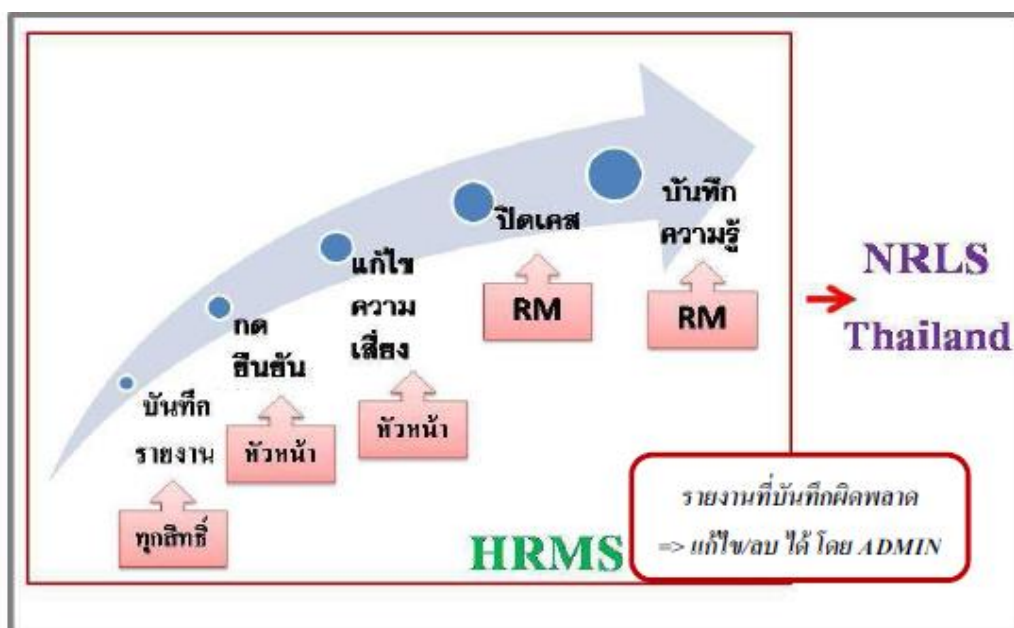 บันทึก
รายงาน
ทุกสิทธิ์
กด
ยืนยัน
หัวหน้า
แก้ไข
ความ
เสี่ยง
หัวหน้า
ปิดเคส
RM
บันทึก
ความรู้
RM
NRLS
Thailand
HRMS
รายงานที่บันทึกผิดพลาด
=> แก้ไข/ลบ ได้ โดย ADMIN